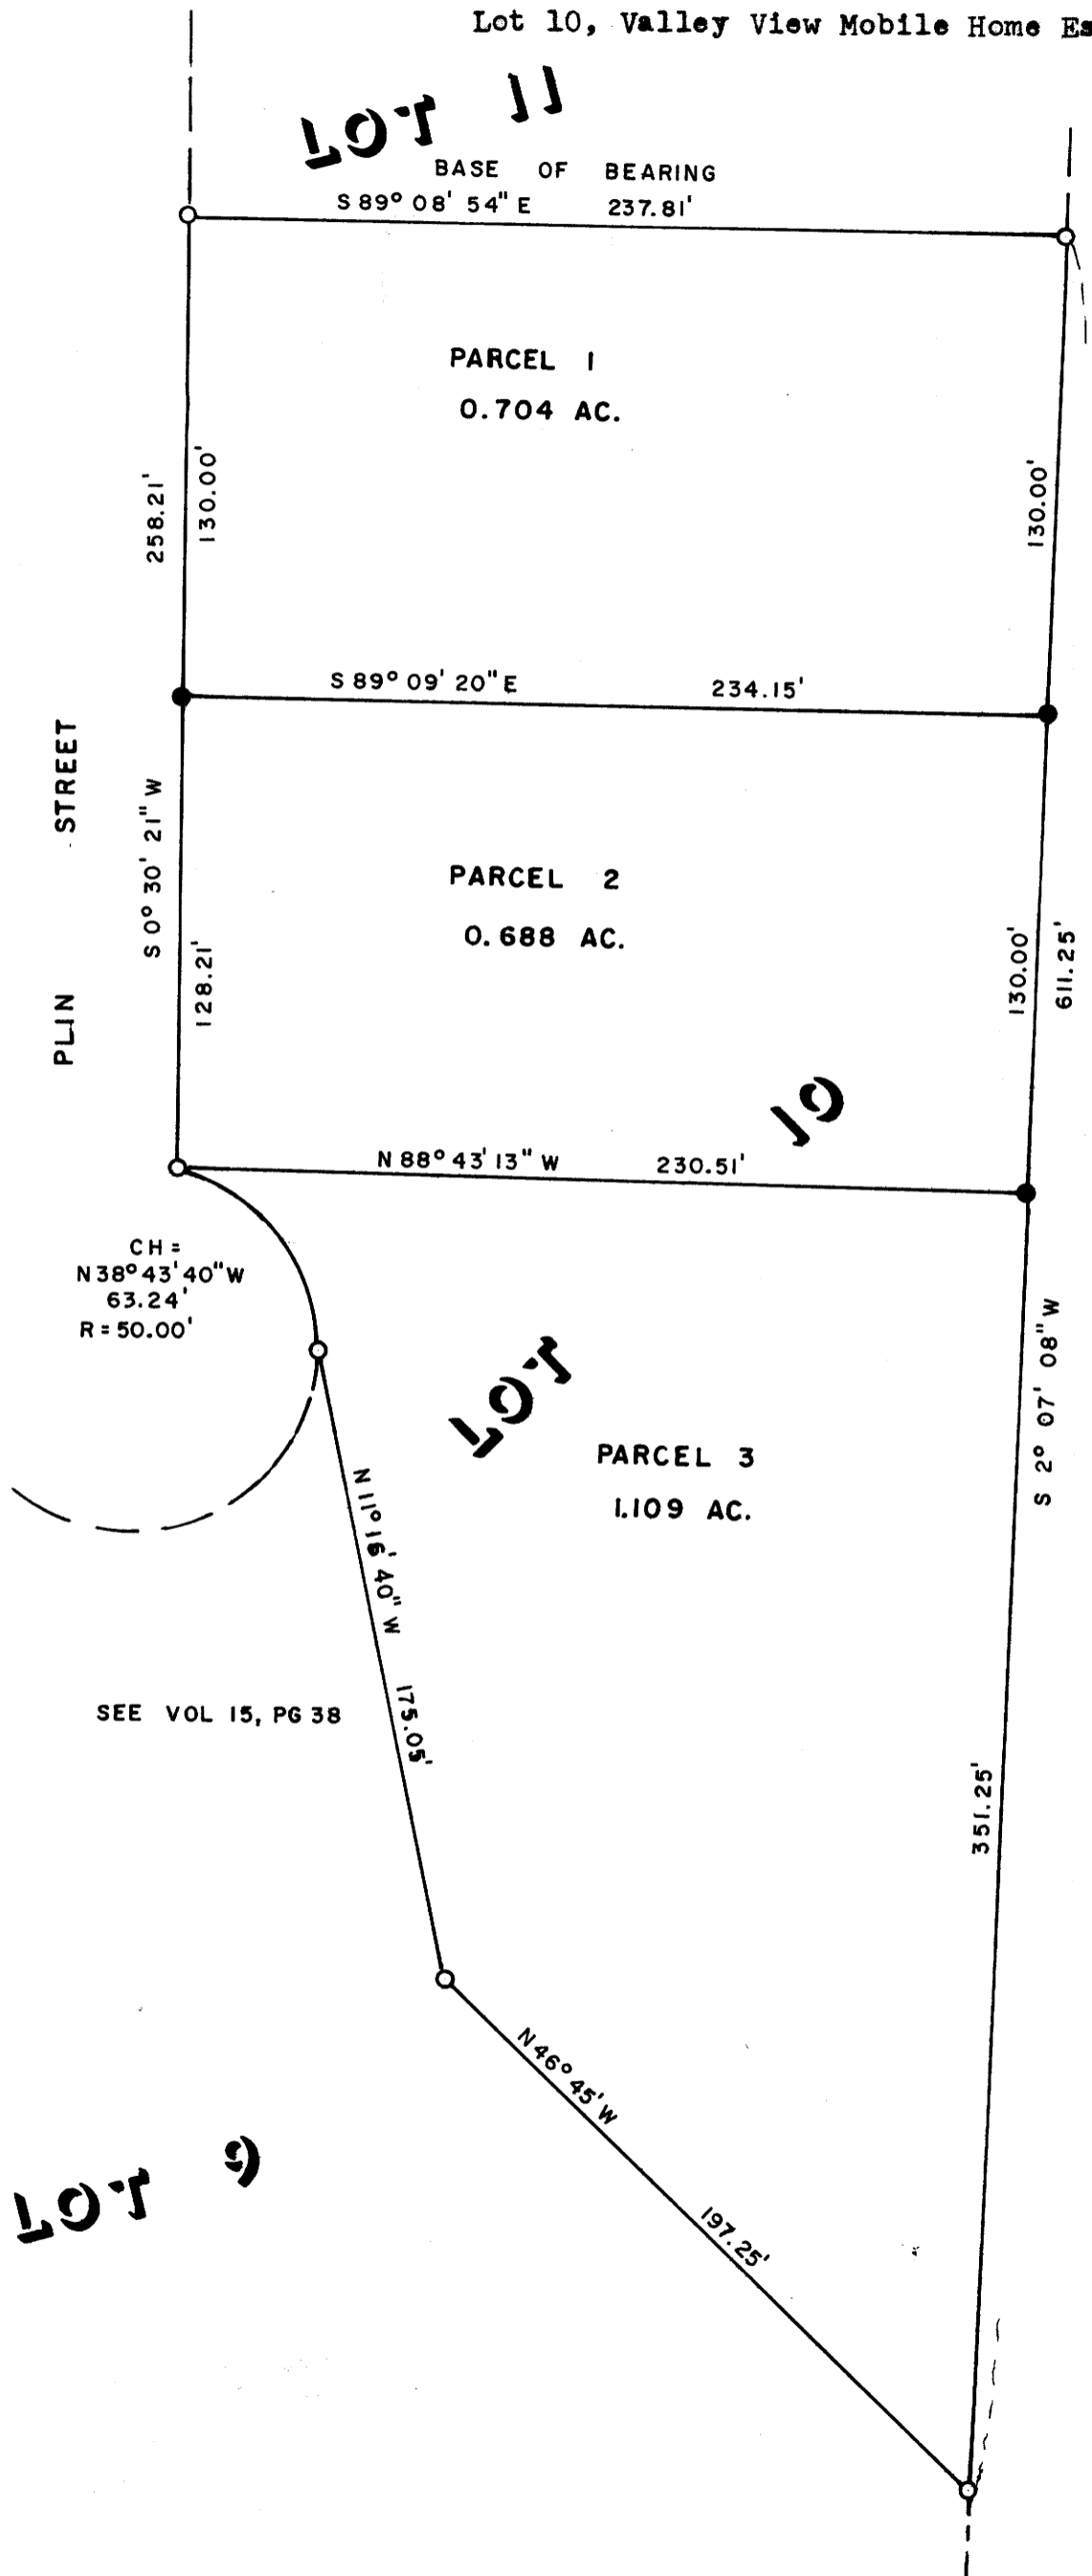 Lot 10, Valley View Mobile Home Es
LOT 11
BASE OF BEARING
S 89° 08' 54" E 237.81'
PARCEL 1
0.704 AC.
258.21'
130.00'
130.00'
S 89° 09' 20" E 234.15'
PLIN STREET
S 0° 30' 21" W
128.21'
PARCEL 2
0.688 AC.
130.00'
611.25'
10
N 88° 43' 13" W 230.51'
CH =
N 38° 43' 40" W
63.24'
R = 50.00'
LOT
PARCEL 3
1.109 AC.
S 2° 07' 08" W
N 11° 16' 40" W 175.05'
SEE VOL 15, PG 38
351.25'
N 46° 45' W
197.25'
LOT 9